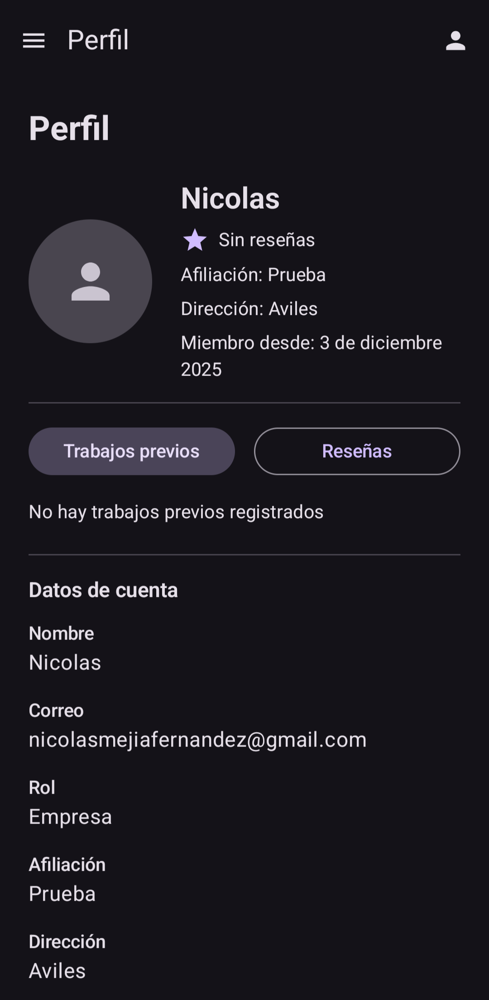 Perfil
Perfil
Nicolas
Sin reseñas
Afiliación: Prueba
Dirección: Aviles
Miembro desde: 3 de diciembre
2025
Trabajos previos
Reseñas
No hay trabajos previos registrados
Datos de cuenta
Nombre
Nicolas
Correo
nicolasmejiafernandez@gmail.com
Rol
Empresa
Afiliación
Prueba
Dirección
Aviles